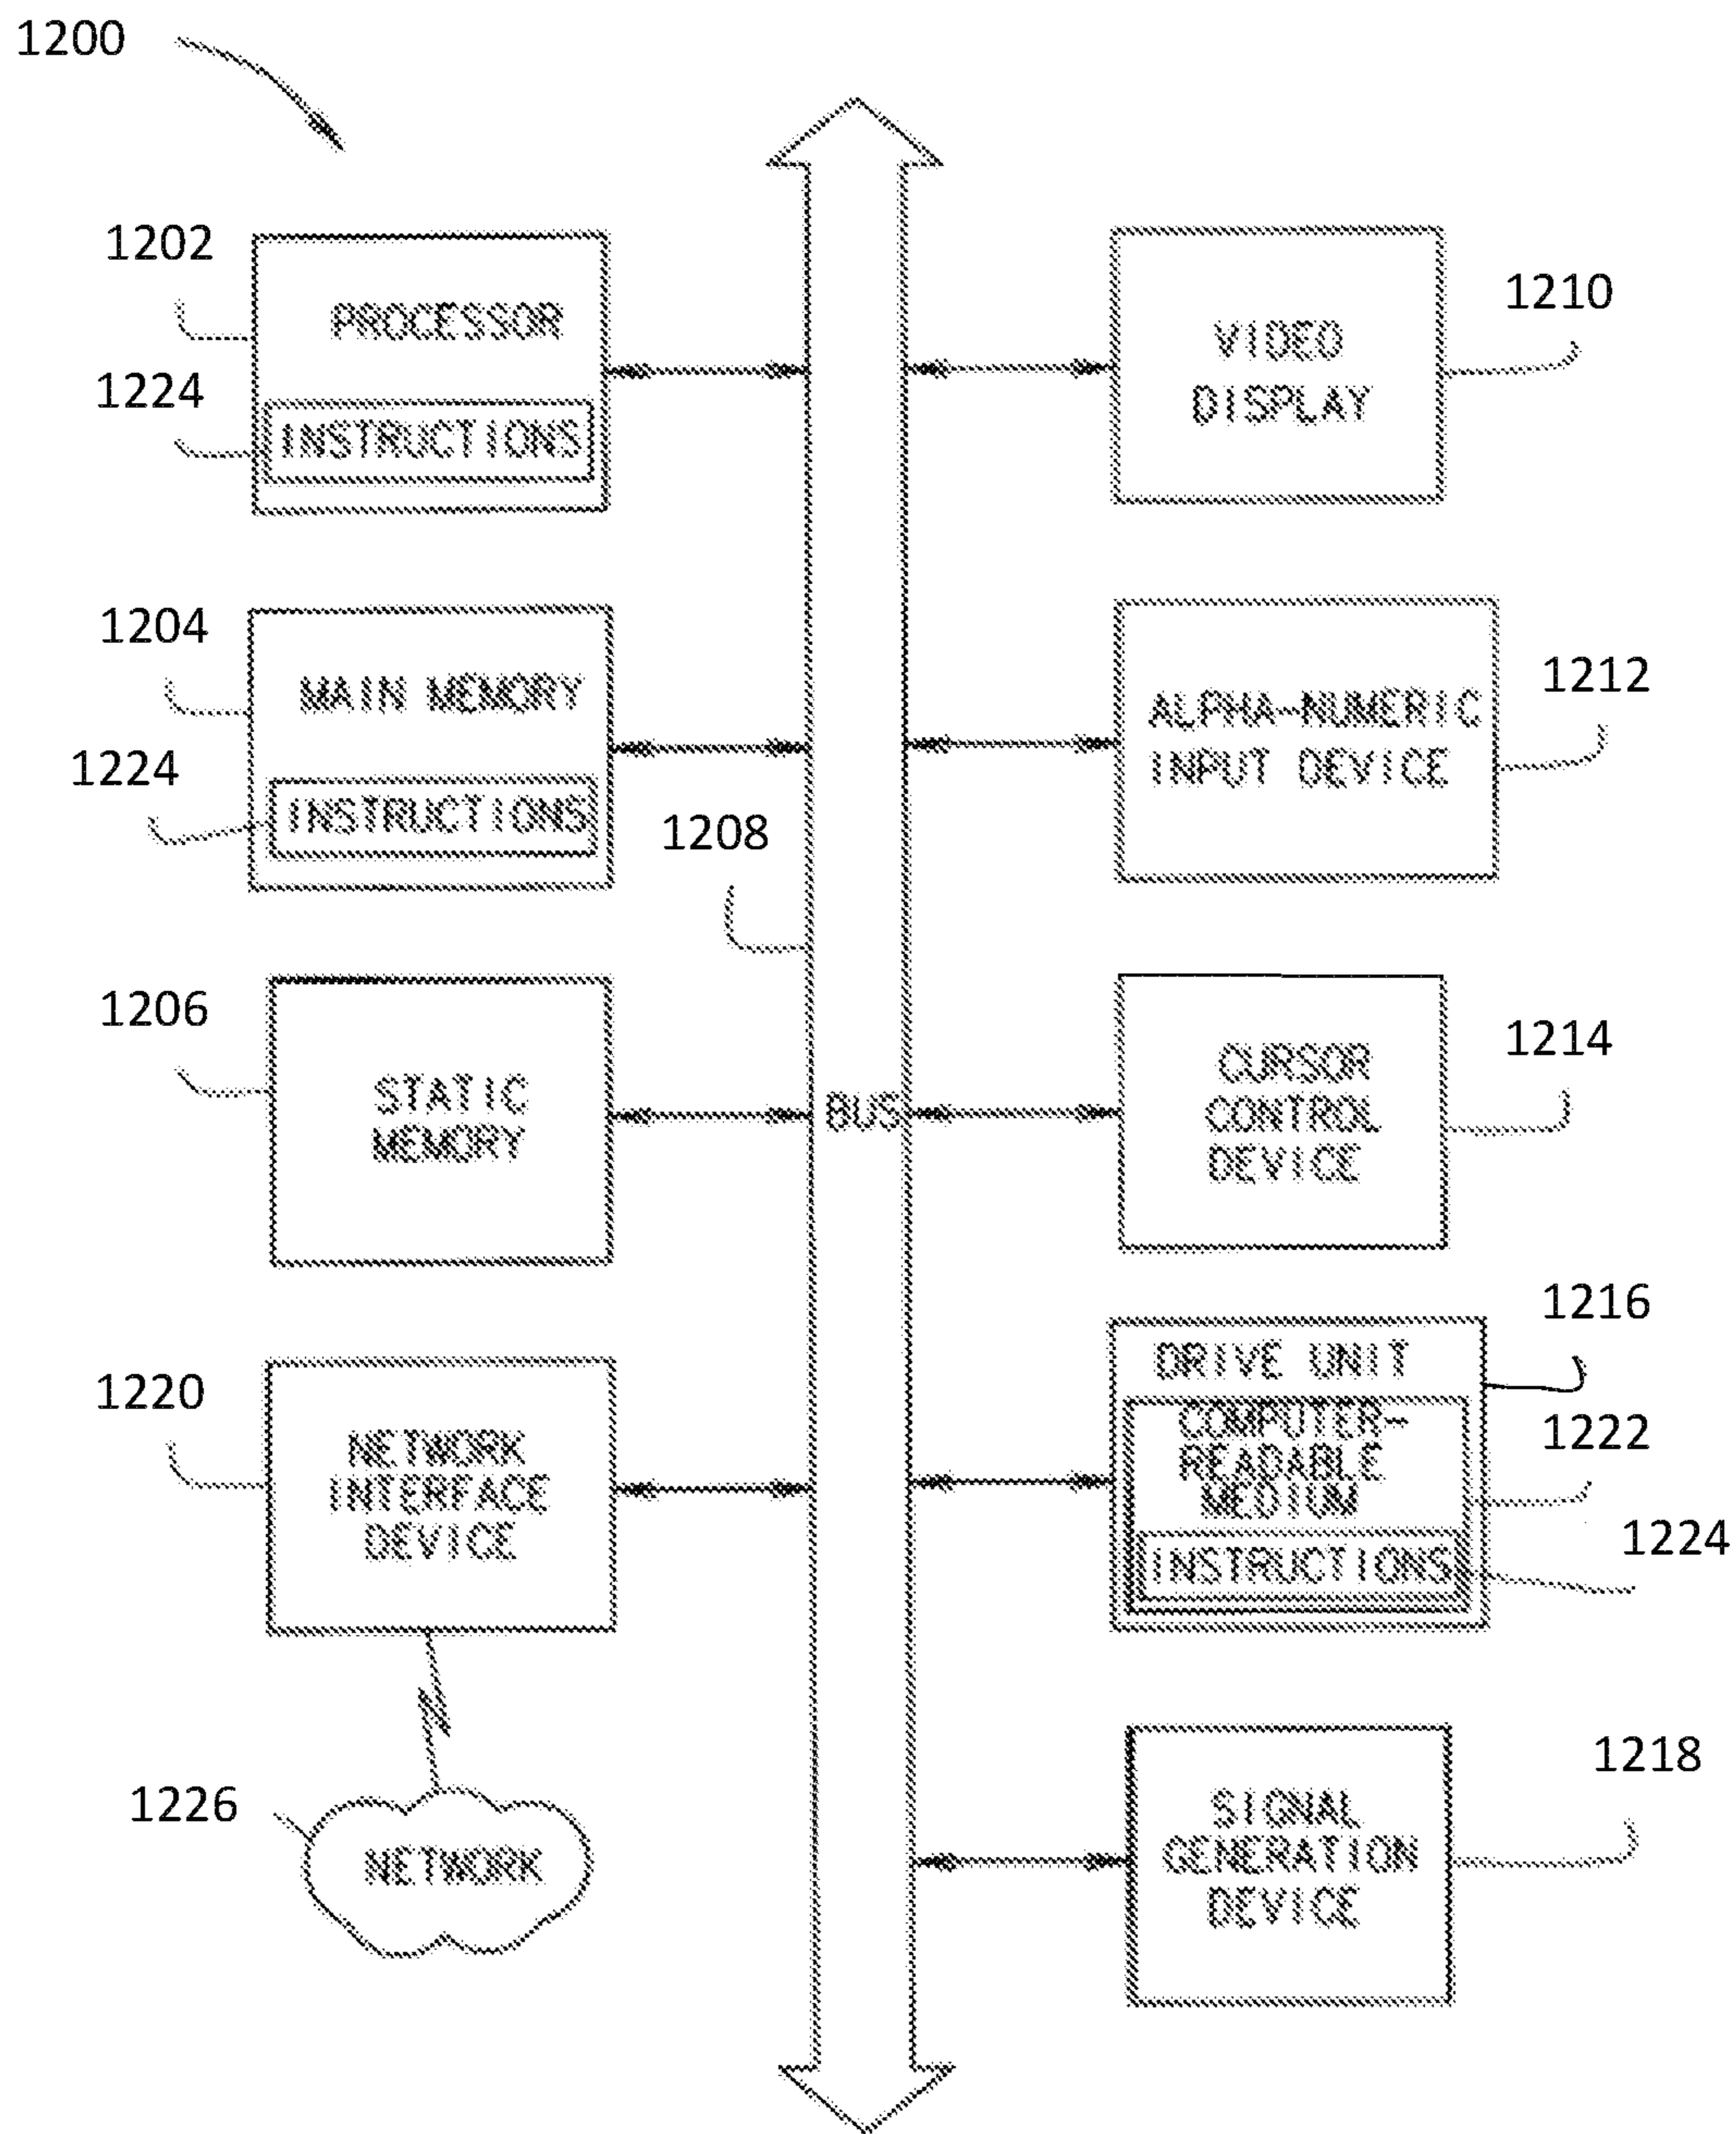 1200
1202
PROCESSOR
1224
INSTRUCTIONS
1204
MAIN MEMORY
1224
INSTRUCTIONS
1206
STATIC
MEMORY
1220
NETWORK
INTERFACE
DEVICE
1226
NETWORK
1208
BUS
1210
VIDEO
DISPLAY
1212
ALPHA-NUMERIC
INPUT DEVICE
1214
CURSOR
CONTROL
DEVICE
1216
DRIVE UNIT
1222
COMPUTER-
READABLE
MEDIUM
1224
INSTRUCTIONS
1218
SIGNAL
GENERATION
DEVICE